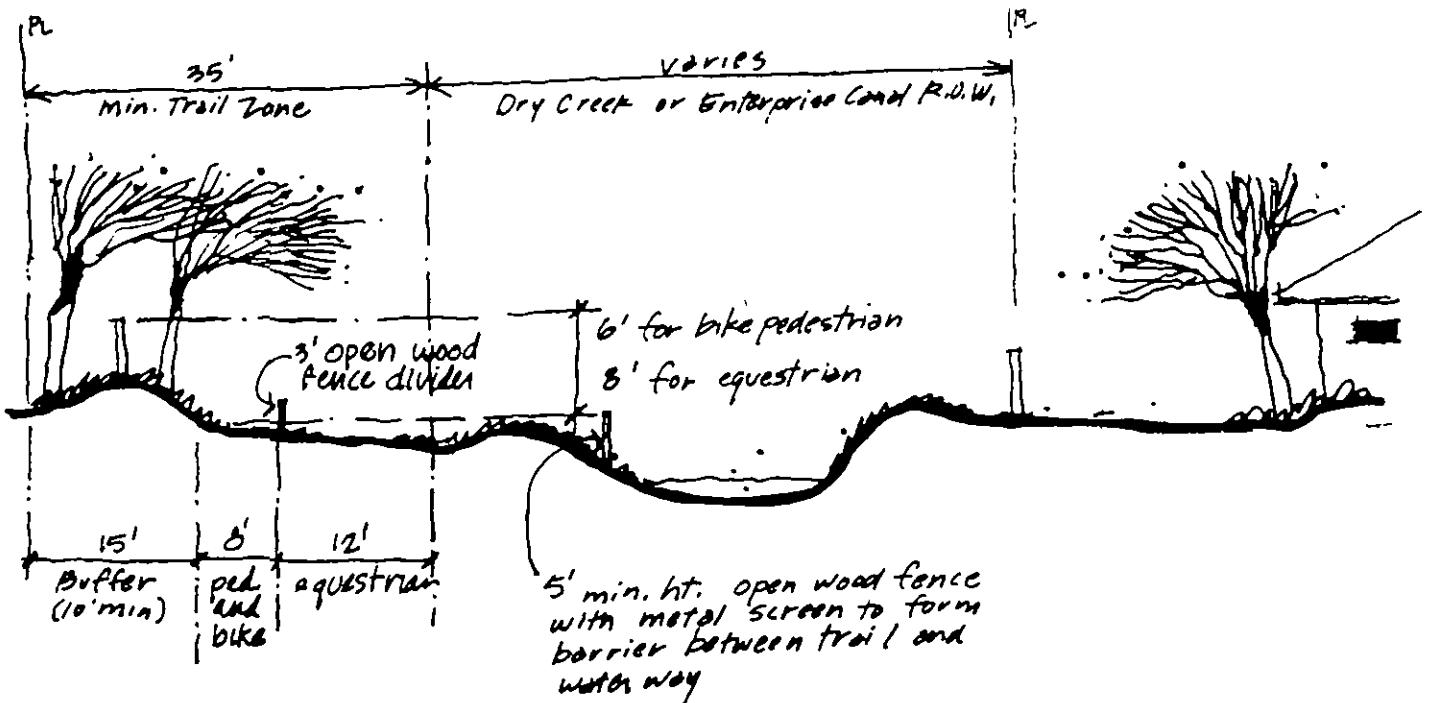 PL
PL
35'
varies
Min. Trail Zone
Dry Creek or Enterprise Canal R.O.W.
6' for bike pedestrian
8' for equestrian
3' open wood
fence divider
15'
8'
12'
Buffer
(10' min)
ped
and
bike
equestrian
5' min. ht. open wood fence
with metal screen to form
barrier between trail and
water way